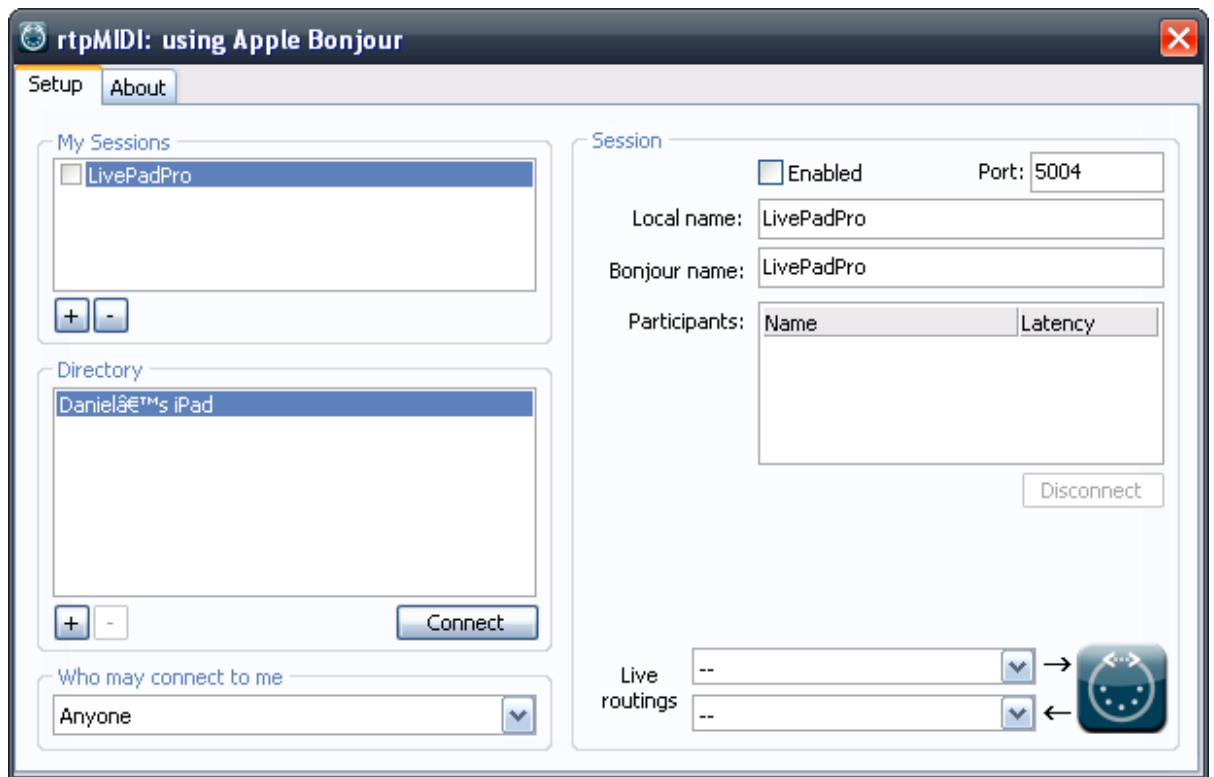 rtpMIDI: using Apple Bonjour
Setup About
My Sessions
LivePadPro
+ -
Directory
Danielâ€™s iPad
+ - Connect
Who may connect to me
Anyone
Session
Enabled Port: 5004
Local name: LivePadPro
Bonjour name: LivePadPro
Participants: Name Latency
Disconnect
Live routings
--
--